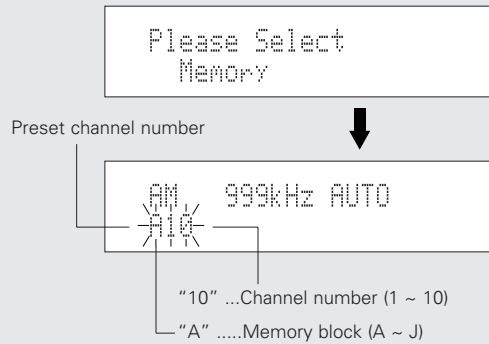 Please Select
Memory
Preset channel number
AM 999kHz AUTO
A10
“10” ...Channel number (1 ~ 10)
“A” .....Memory block (A ~ J)